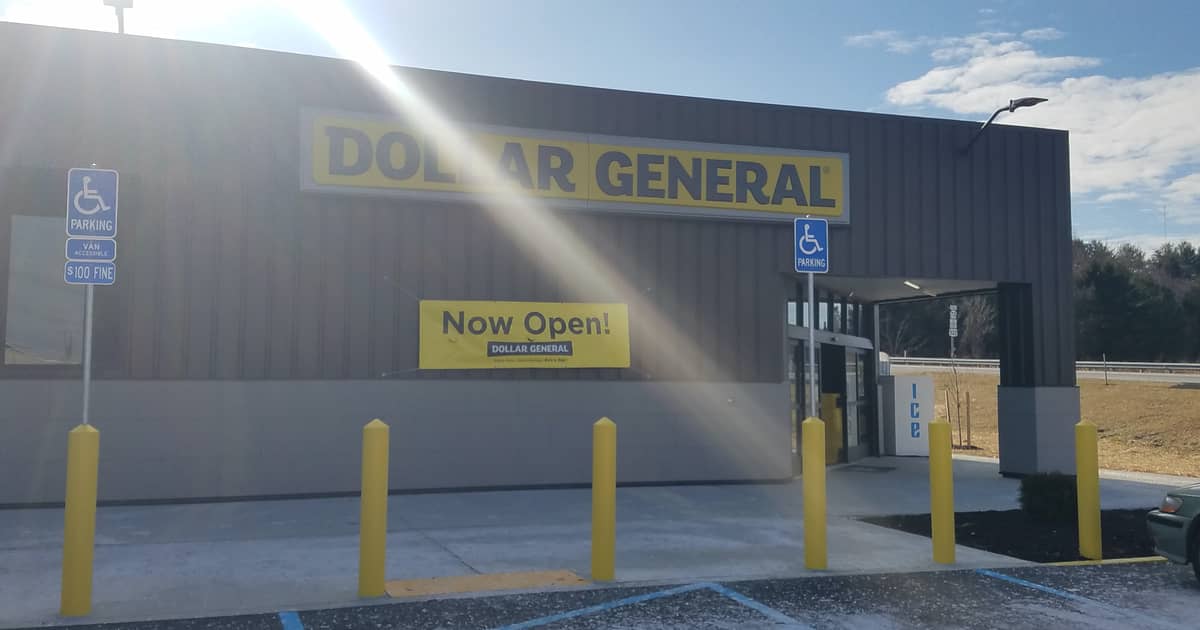 DOLLAR GENERAL®
PARKING
VAN
ACCESSIBLE
$100 FINE
PARKING
Now Open!
DOLLAR GENERAL
Ice